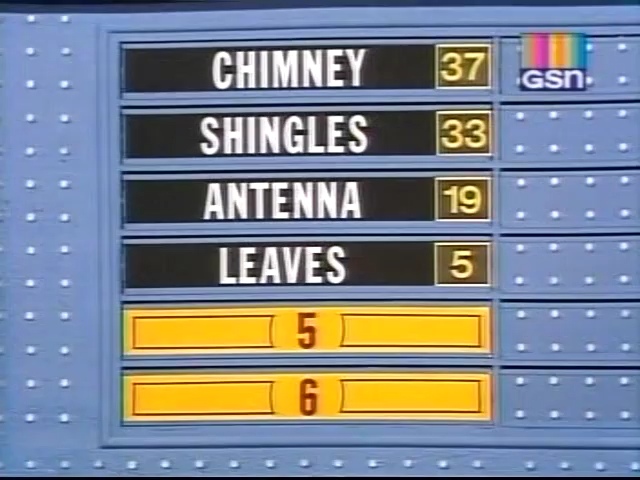 CHIMNEY 37
GSN
SHINGLES 33
ANTENNA 19
LEAVES 5
5
6